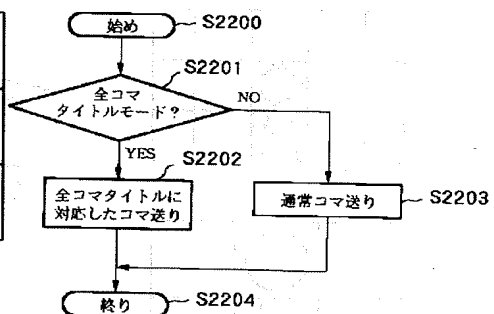 始め
S2200
S2201
全コマ
タイトルモード？
NO
YES
S2202
全コマタイトルに
対応したコマ送り
通常コマ送り
S2203
終り
S2204